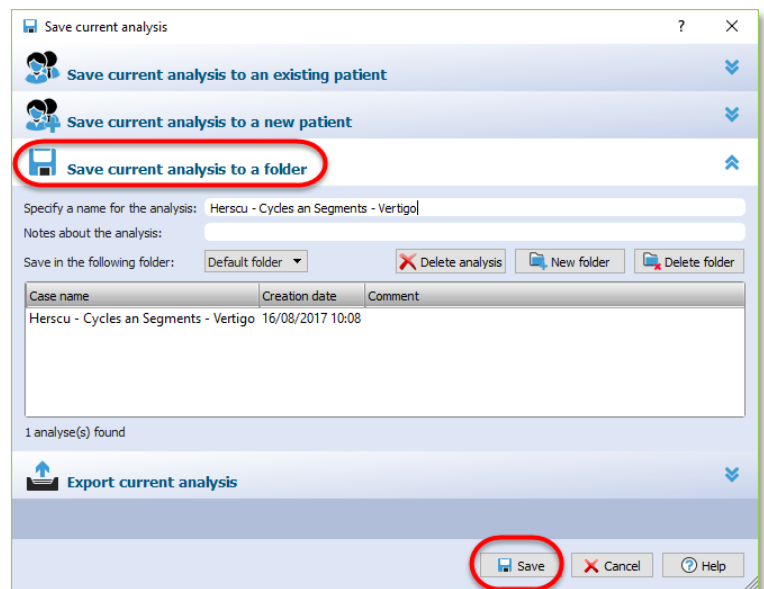 Save current analysis
?
Save current analysis to an existing patient
Save current analysis to a new patient
Save current analysis to a folder
Specify a name for the analysis: Herscu - Cycles an Segments - Vertigo
Notes about the analysis:
Save in the following folder: Default folder Delete analysis New folder Delete folder
Case name Creation date Comment
Herscu - Cycles an Segments - Vertigo 16/08/2017 10:08
1 analyse(s) found
Export current analysis
Save Cancel Help